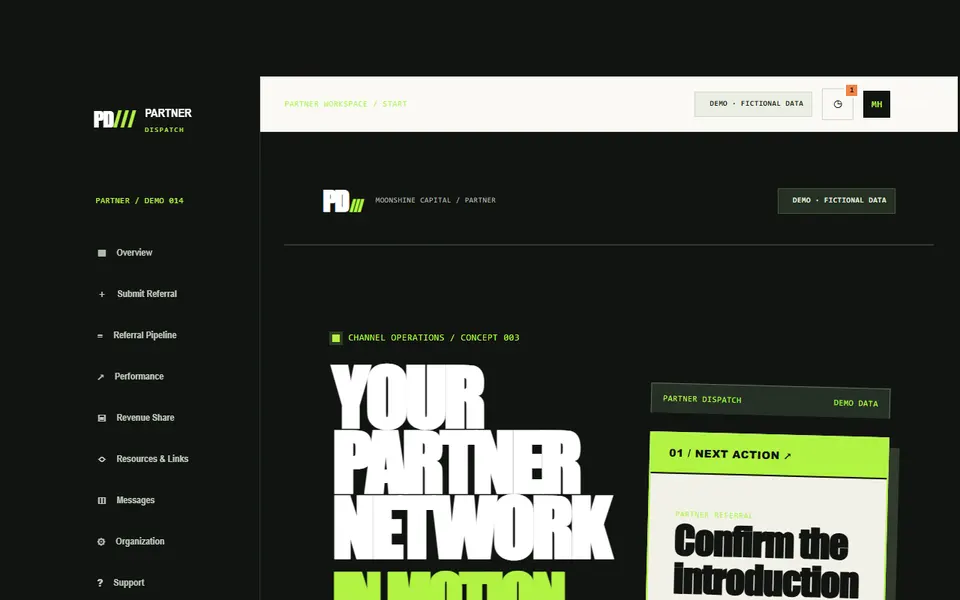 PD///
PARTNER
DISPATCH
PARTNER / DEMO 014
Overview
+ Submit Referral
Referral Pipeline
Performance
Revenue Share
Resources & Links
Messages
Organization
? Support
PARTNER WORKSPACE / START
DEMO · FICTIONAL DATA
1
MH
PD///
MOONSHINE CAPITAL / PARTNER
DEMO · FICTIONAL DATA
CHANNEL OPERATIONS / CONCEPT 003
YOUR
PARTNER
NETWORK
IN MOTION
PARTNER DISPATCH
DEMO DATA
01 / NEXT ACTION ↗
PARTNER REFERRAL
Confirm the
introduction